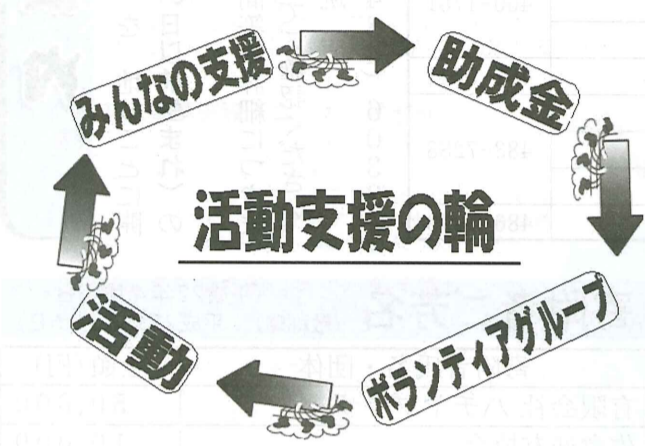 みんなの支援
助成金
活動支援の輪
活動
ボランティアグループ